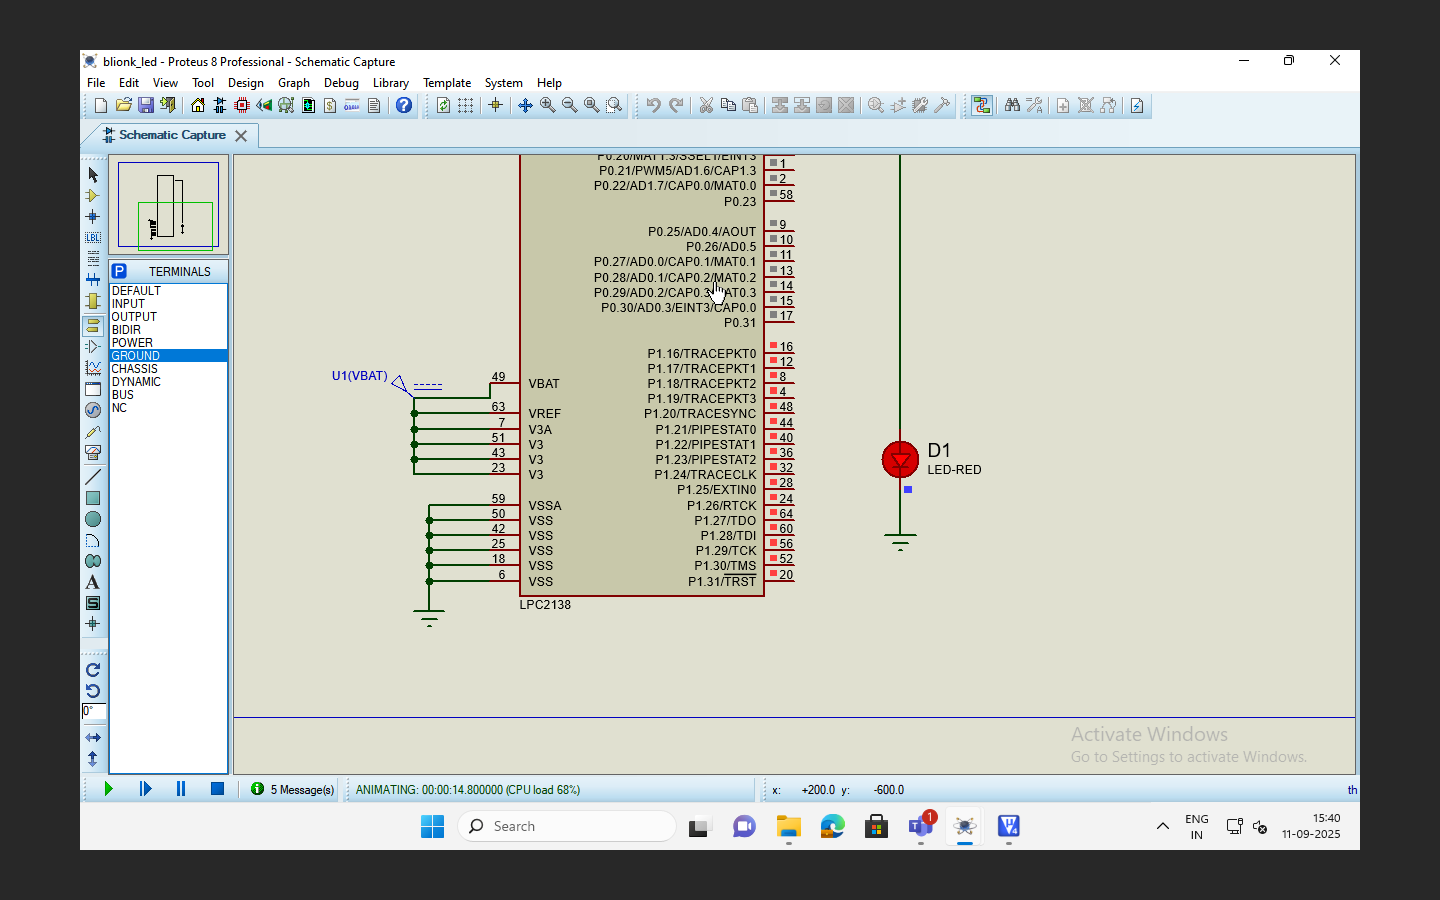 blionk_led - Proteus 8 Professional - Schematic Capture
File Edit View Tool Design Graph Debug Library Template System Help
Schematic Capture
LBL
P TERMINALS
DEFAULT
INPUT
OUTPUT
BIDIR
POWER
GROUND
CHASSIS
DYNAMIC
BUS
NC
0°
P0.20/MAT1.3/SSEL1/EINT3 1
P0.21/PWM5/AD1.6/CAP1.3 2
P0.22/AD1.7/CAP0.0/MAT0.0 58
P0.23
P0.25/AD0.4/AOUT 9
P0.26/AD0.5 10
P0.27/AD0.0/CAP0.1/MAT0.1 11
P0.28/AD0.1/CAP0.2/MAT0.2 13
P0.29/AD0.2/CAP0.3/MAT0.3 14
P0.30/AD0.3/EINT3/CAP0.0 15
P0.31 17
P1.16/TRACEPKT0 16
P1.17/TRACEPKT1 12
P1.18/TRACEPKT2 8
P1.19/TRACEPKT3 4
P1.20/TRACESYNC 48
P1.21/PIPESTAT0 44
P1.22/PIPESTAT1 40
P1.23/PIPESTAT2 36
P1.24/TRACECLK 32
P1.25/EXTIN0 28
P1.26/RTCK 24
P1.27/TDO 64
P1.28/TDI 60
P1.29/TCK 56
P1.30/TMS 52
P1.31/TRST 20
U1(VBAT)
49 VBAT
63 VREF
7 V3A
51 V3
43 V3
23 V3
59 VSSA
50 VSS
42 VSS
25 VSS
18 VSS
6 VSS
LPC2138
D1
LED-RED
Activate Windows
Go to Settings to activate Windows.
5 Message(s) ANIMATING: 00:00:14.800000 (CPU load 68%) x: +200.0 y: -600.0 th
Search
1
ENG
IN
15:40
11-09-2025